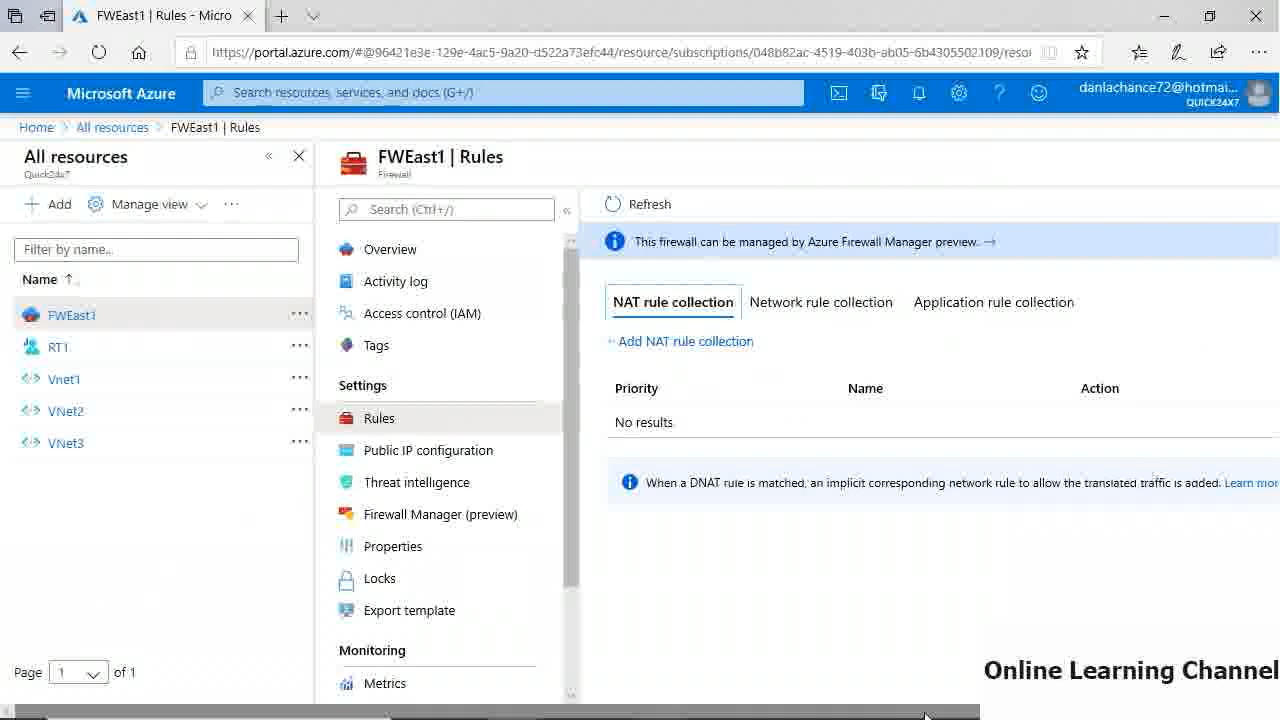 FWEast1 | Rules - Micro
https://portal.azure.com/#@96421e3e-129e-4ac5-9a20-d522a73efc44/resource/subscriptions/048b82ac-4519-403b-ab05-6b4305502109/resou
Microsoft Azure
Search resources, services, and docs (G+/)
danlachance72@hotmai...
QUICK24X7
Home > All resources > FWEast1 | Rules
All resources
Quick24x7
FWEast1 | Rules
Firewall
+ Add
Manage view
Search (Ctrl+/)
Refresh
Filter by name...
Name ↑
FWEast1
RT1
Vnet1
VNet2
VNet3
Page 1 of 1
Overview
Activity log
Access control (IAM)
Tags
Settings
Rules
Public IP configuration
Threat intelligence
Firewall Manager (preview)
Properties
Locks
Export template
Monitoring
Metrics
This firewall can be managed by Azure Firewall Manager preview. →
NAT rule collection
Network rule collection
Application rule collection
+ Add NAT rule collection
Priority
Name
Action
No results.
When a DNAT rule is matched, an implicit corresponding network rule to allow the translated traffic is added. Learn mor
Online Learning Channel